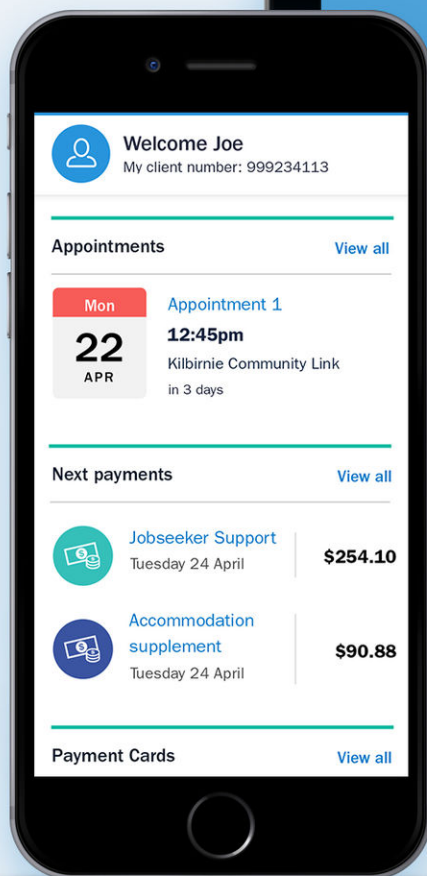 Welcome Joe
My client number: 999234113
Appointments
View all
Mon
22
APR
Appointment 1
12:45pm
Kilbirnie Community Link
in 3 days
Next payments
View all
Jobseeker Support
Tuesday 24 April
$254.10
Accommodation
supplement
Tuesday 24 April
$90.88
Payment Cards
View all